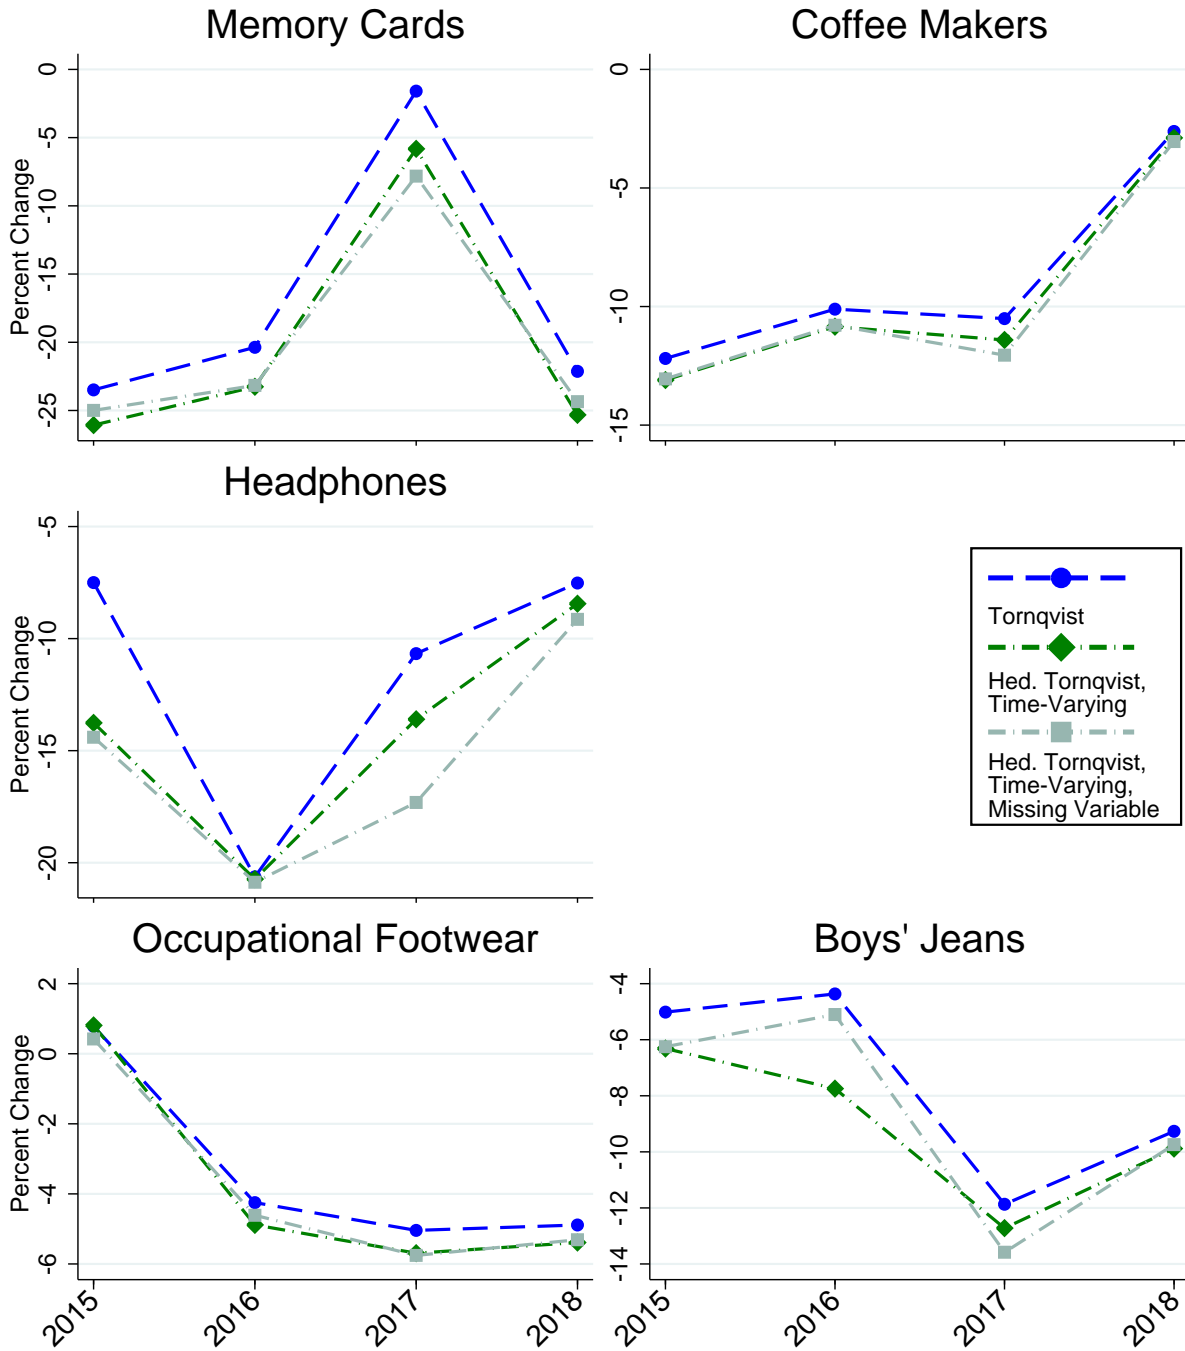 Memory Cards
Percent Change
0
-5
-10
-15
-20
-25
Coffee Makers
0
-5
-10
-15
Headphones
Percent Change
-5
-10
-15
-20
Tornqvist
Hed. Tornqvist,
Time-Varying
Hed. Tornqvist,
Time-Varying,
Missing Variable
Occupational Footwear
Percent Change
2
0
-2
-4
-6
2015
2016
2017
2018
Boys' Jeans
-4
-6
-8
-10
-12
-14
2015
2016
2017
2018